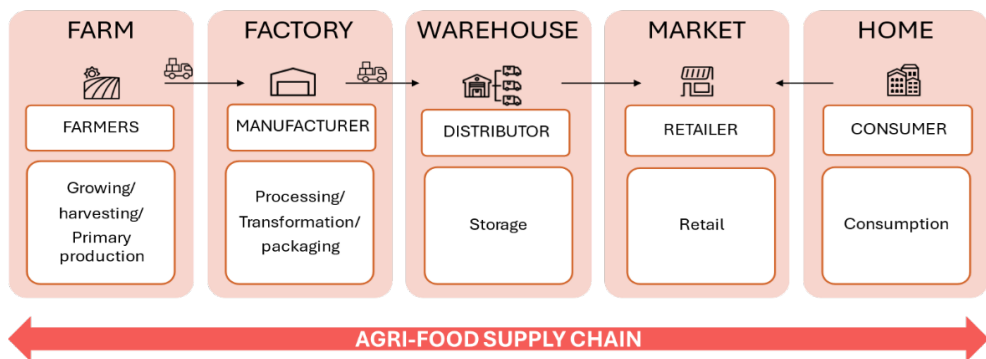 FARM
FACTORY
WAREHOUSE
MARKET
HOME
FARMERS
MANUFACTURER
DISTRIBUTOR
RETAILER
CONSUMER
Growing/
harvesting/
Primary
production
Processing/
Transformation/
packaging
Storage
Retail
Consumption
AGRI-FOOD SUPPLY CHAIN